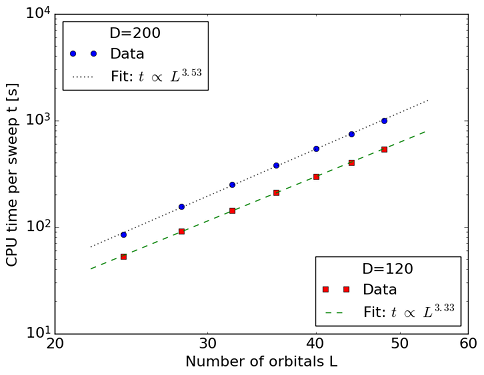 10^4
10^3
10^2
10^1
CPU time per sweep t [s]
D=200
Data
Fit: t ∝ L^3.53
D=120
Data
Fit: t ∝ L^3.33
20 30 40 50 60
Number of orbitals L